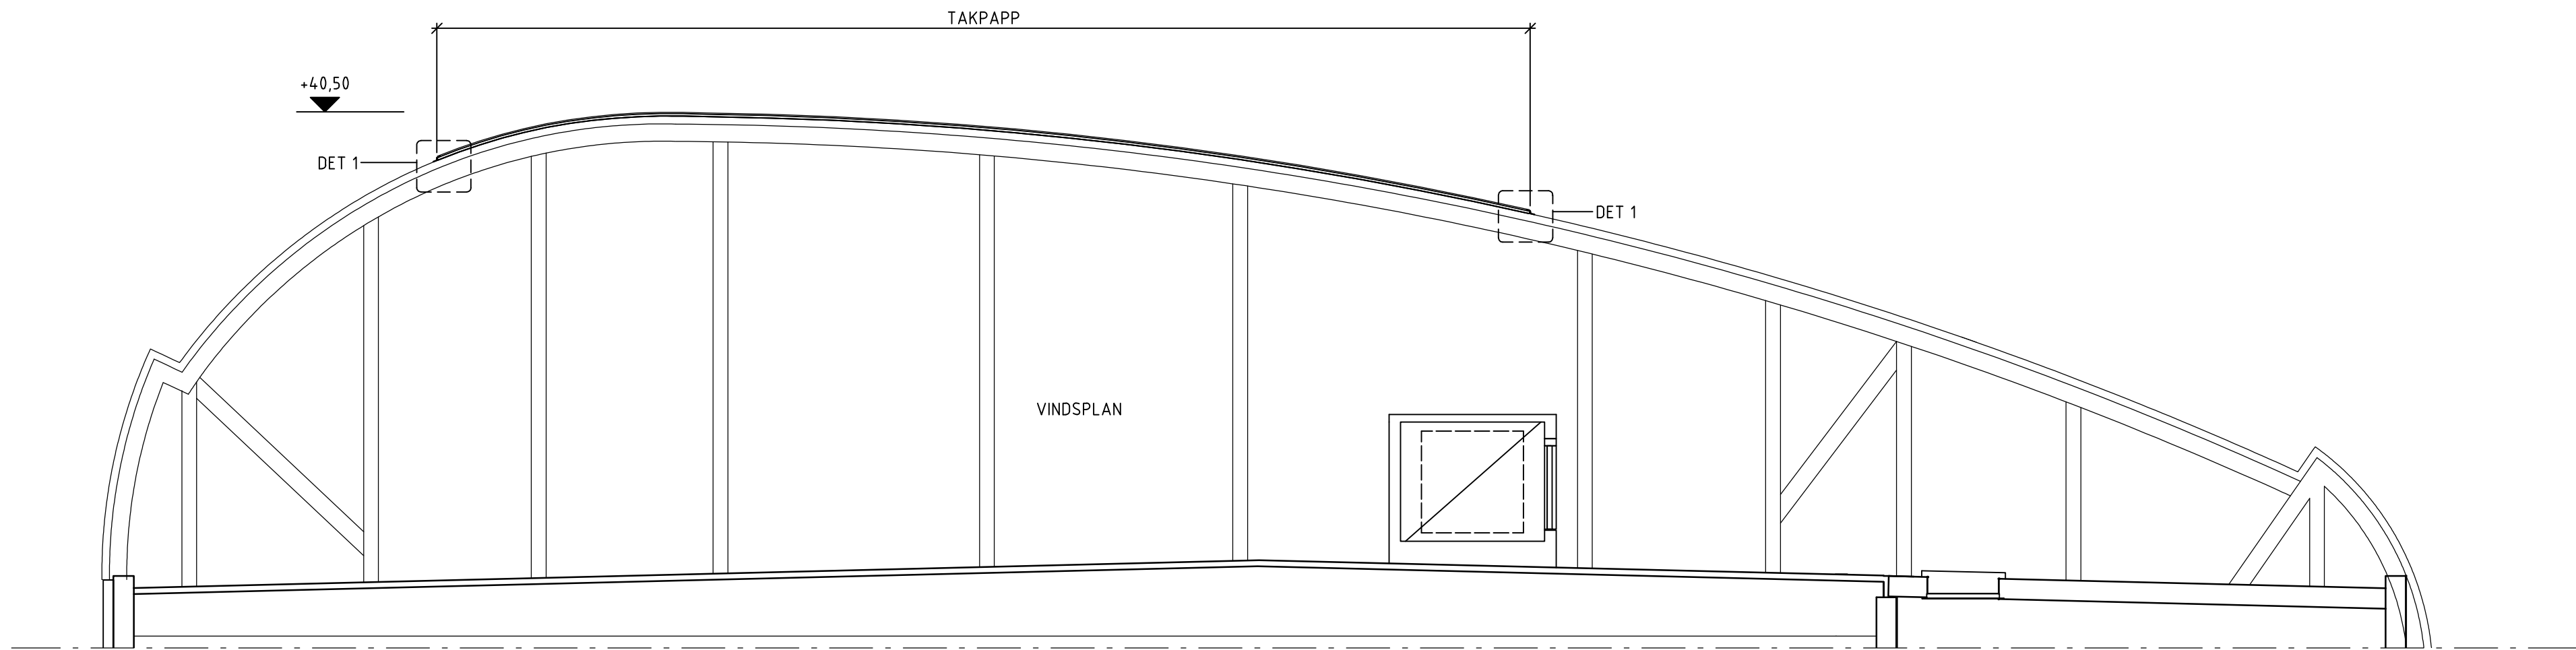 TAKPAPP
+40,50
DET 1
DET 1
VINDSPLAN